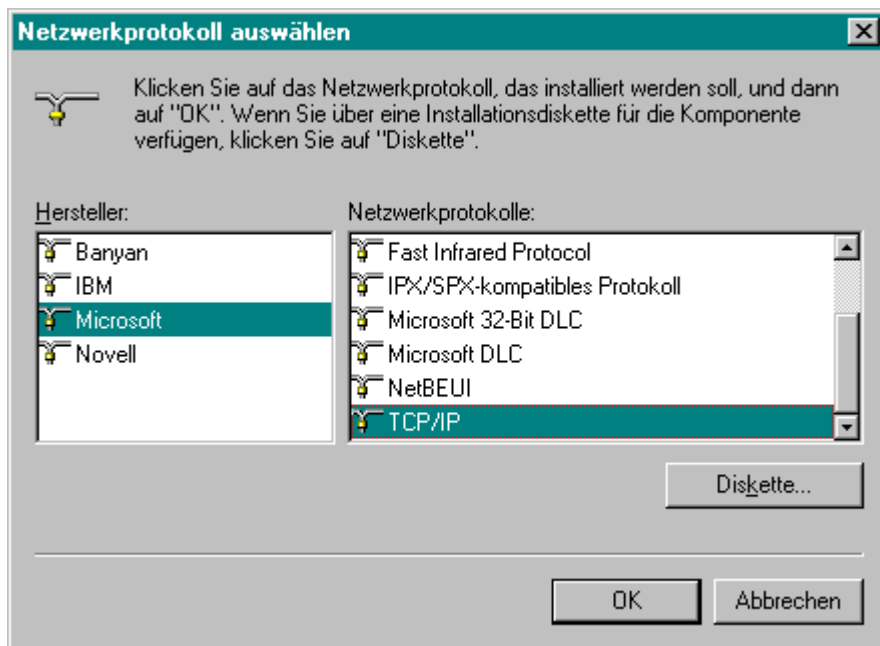 Netzwerkprotokoll auswählen
Klicken Sie auf das Netzwerkprotokoll, das installiert werden soll, und dann
auf "OK". Wenn Sie über eine Installationsdiskette für die Komponente
verfügen, klicken Sie auf "Diskette".
Hersteller:
Banyan
IBM
Microsoft
Novell
Netzwerkprotokolle:
Fast Infrared Protocol
IPX/SPX-kompatibles Protokoll
Microsoft 32-Bit DLC
Microsoft DLC
NetBEUI
TCP/IP
Diskette...
OK
Abbrechen